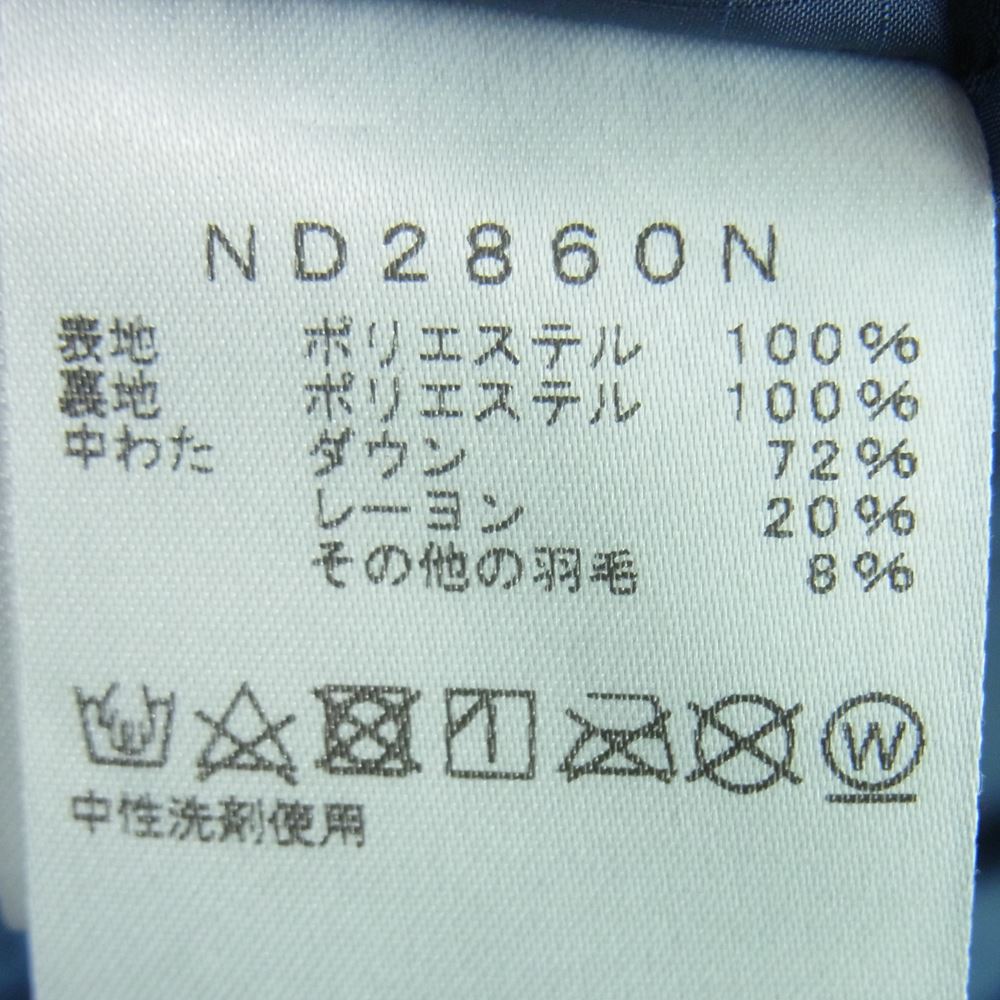 ND2860N
表地 ポリエステル 100%
裏地 ポリエステル 100%
中わた ダウン 72%
レーヨン 20%
その他の羽毛 8%
W
中性洗剤使用